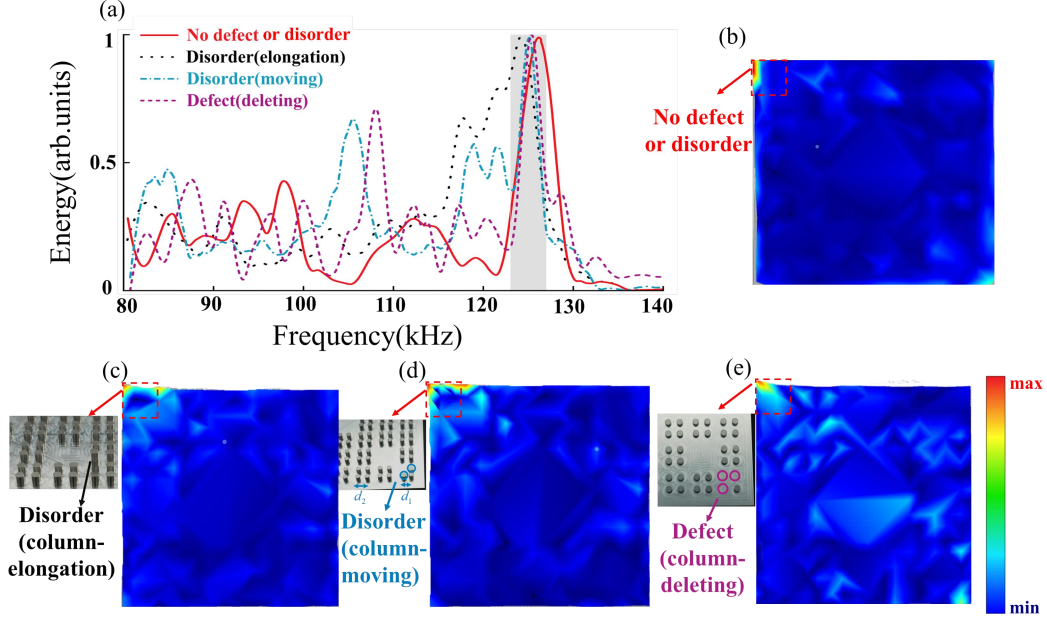 (a)
No defect or disorder
Disorder(elongation)
Disorder(moving)
Defect(deleting)
Energy(arb.units)
1
0.5
0
80 90 100 110 120 130 140
Frequency(kHz)
(b)
No defect
or disorder
(c)
Disorder
(column-
elongation)
(d)
d₂ d₁
Disorder
(column-
moving)
(e)
Defect
(column-
deleting)
max
min